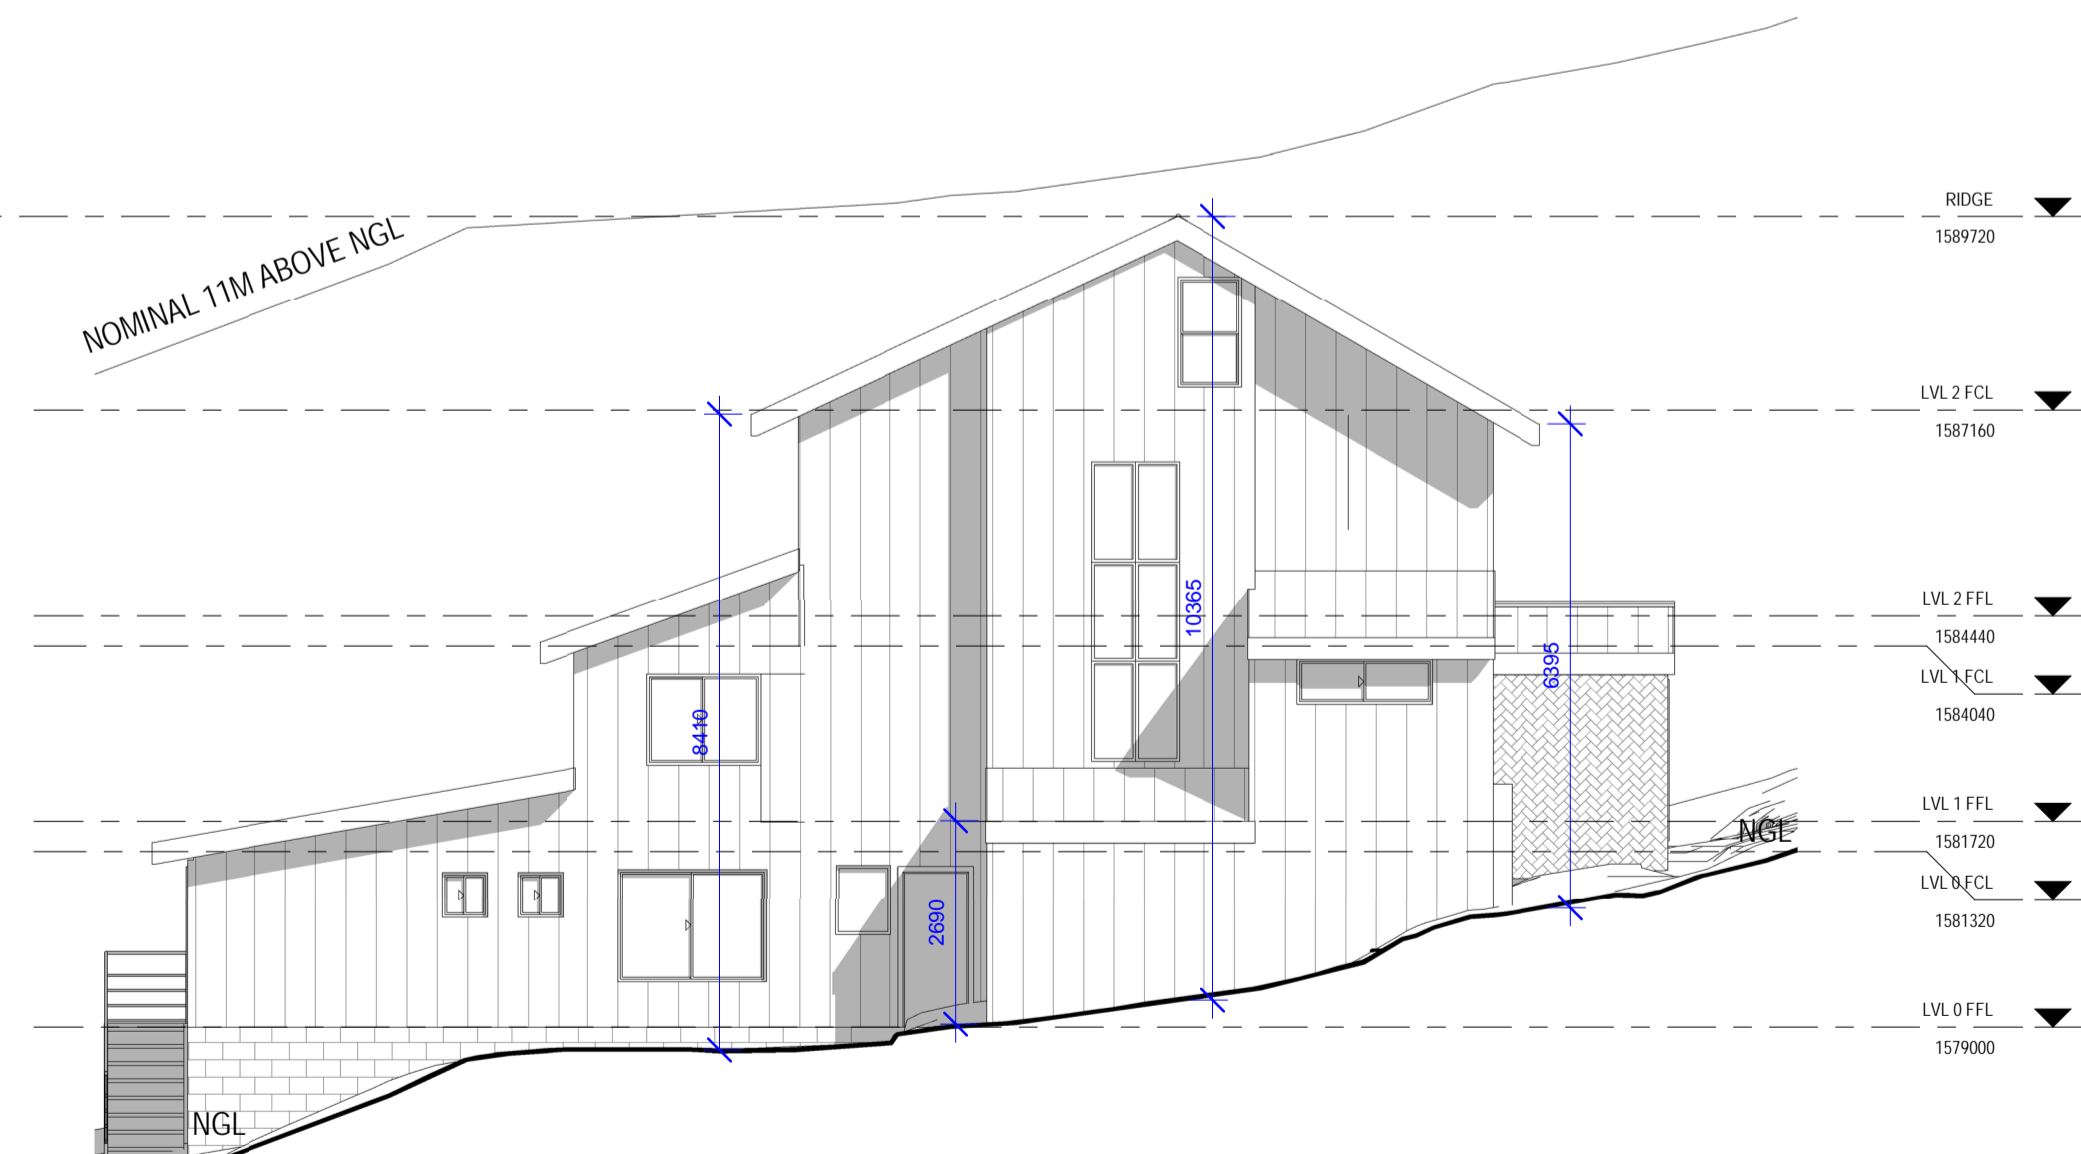 NOMINAL 11M ABOVE NGL
RIDGE
1589720
LVL 2 FCL
1587160
LVL 2 FFL
1584440
LVL 1 FCL
1584040
LVL 1 FFL
1581720
LVL 0 FCL
1581320
LVL 0 FFL
1579000
8410
2690
10365
6395
NGL
NGL